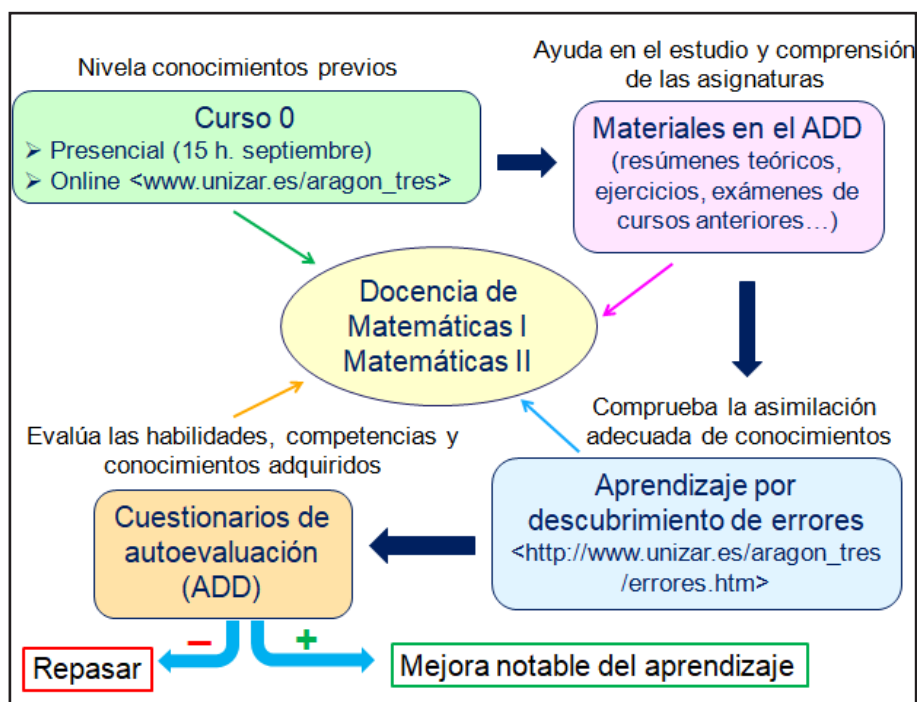 Nivela conocimientos previos
Curso 0
➢ Presencial (15 h. septiembre)
➢ Online <www.unizar.es/aragon_tres>
Ayuda en el estudio y comprensión
de las asignaturas
Materiales en el ADD
(resúmenes teóricos,
ejercicios, exámenes de
cursos anteriores…)
Docencia de
Matemáticas I
Matemáticas II
Comprueba la asimilación
adecuada de conocimientos
Aprendizaje por
descubrimiento de errores
<http://www.unizar.es/aragon_tres
/errores.htm>
Evalúa las habilidades, competencias y
conocimientos adquiridos
Cuestionarios de
autoevaluación
(ADD)
– +
Repasar
Mejora notable del aprendizaje